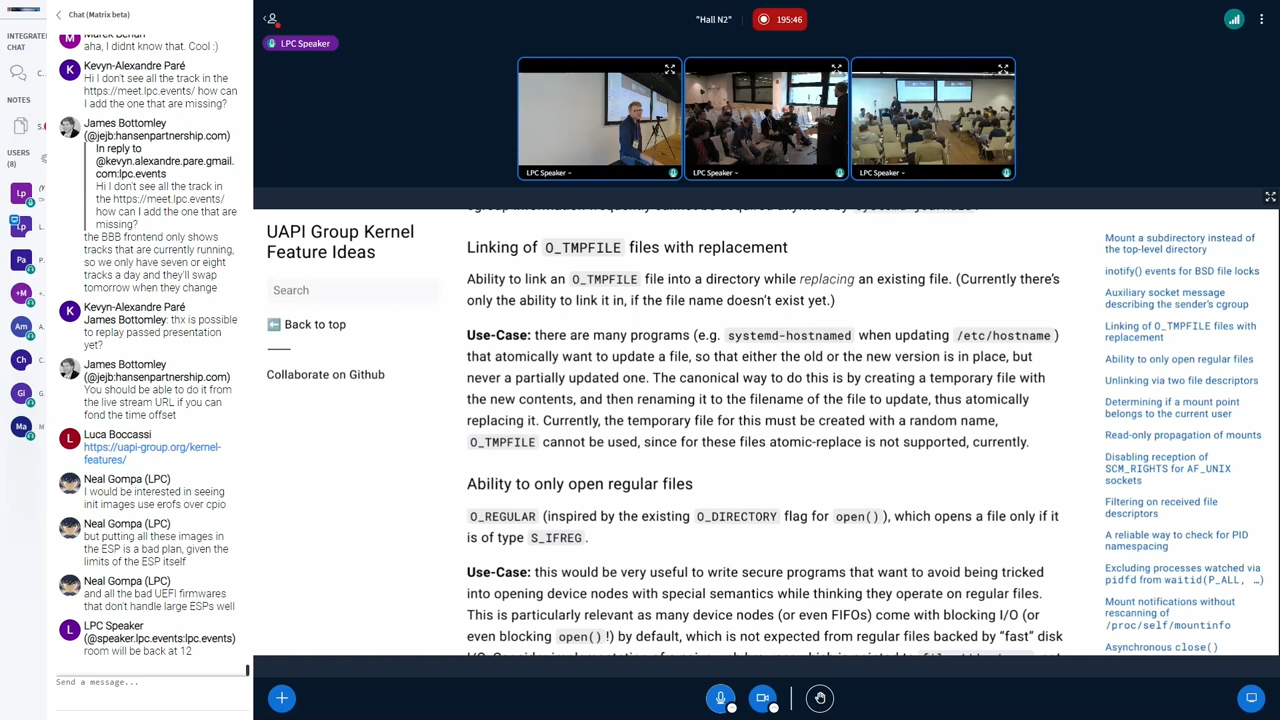 Chat (Matrix beta)
INTEGRATE
CHAT
C..
NOTES
S.
USERS
(8)
Lp
Lp
Pa
+M
Am
Ch
Gi
Ma
Marek Behún
aha, I didnt know that. Cool :)
K
Kevyn-Alexandre Paré
Hi I don't see all the track in the
https://meet.lpc.events/ how can
I add the one that are missing?
James Bottomley
(@jejb:hansenpartnership.com)
In reply to
@kevyn.alexandre.pare.gmail.
com:lpc.events
Hi I don't see all the track in
the https://meet.lpc.events/
how can I add the one that are
missing?
the BBB frontend only shows
tracks that are currently running,
so we only have seven or eight
tracks a day and they'll swap
tomorrow when they change
K
Kevyn-Alexandre Paré
James Bottomley: thx is possible
to replay passed presentation
yet?
James Bottomley
(@jejb:hansenpartnership.com)
You should be able to do it from
the live stream URL if you can
fond the time offset
L
Luca Boccassi
https://uapi-group.org/kernel-
features/
Neal Gompa (LPC)
I would be interested in seeing
init images use erofs over cpio
Neal Gompa (LPC)
but putting all these images in
the ESP is a bad plan, given the
limits of the ESP itself
Neal Gompa (LPC)
and all the bad UEFI firmwares
that don't handle large ESPs well
L
LPC Speaker
(@speaker.lpc.events:lpc.events)
room will be back at 12
Send a message...
"Hall N2"
195:46
LPC Speaker
LPC Speaker
LPC Speaker
LPC Speaker
UAPI Group Kernel
Feature Ideas
Search
Back to top
Collaborate on Github
Linking of O_TMPFILE files with replacement
Ability to link an O_TMPFILE file into a directory while replacing an existing file. (Currently there's
only the ability to link it in, if the file name doesn't exist yet.)
Use-Case: there are many programs (e.g. systemd-hostnamed when updating /etc/hostname )
that atomically want to update a file, so that either the old or the new version is in place, but
never a partially updated one. The canonical way to do this is by creating a temporary file with
the new contents, and then renaming it to the filename of the file to update, thus atomically
replacing it. Currently, the temporary file for this must be created with a random name,
O_TMPFILE cannot be used, since for these files atomic-replace is not supported, currently.
Ability to only open regular files
O_REGULAR (inspired by the existing O_DIRECTORY flag for open() ), which opens a file only if it
is of type S_IFREG.
Use-Case: this would be very useful to write secure programs that want to avoid being tricked
into opening device nodes with special semantics while thinking they operate on regular files.
This is particularly relevant as many device nodes (or even FIFOs) come with blocking I/O (or
even blocking open() !) by default, which is not expected from regular files backed by “fast” disk
Mount a subdirectory instead of
the top-level directory
inotify() events for BSD file locks
Auxiliary socket message
describing the sender's cgroup
Linking of O_TMPFILE files with
replacement
Ability to only open regular files
Unlinking via two file descriptors
Determining if a mount point
belongs to the current user
Read-only propagation of mounts
Disabling reception of
SCM_RIGHTS for AF_UNIX
sockets
Filtering on received file
descriptors
A reliable way to check for PID
namespacing
Excluding processes watched via
pidfd from waitid(P_ALL, …)
Mount notifications without
rescanning of
/proc/self/mountinfo
Asynchronous close()